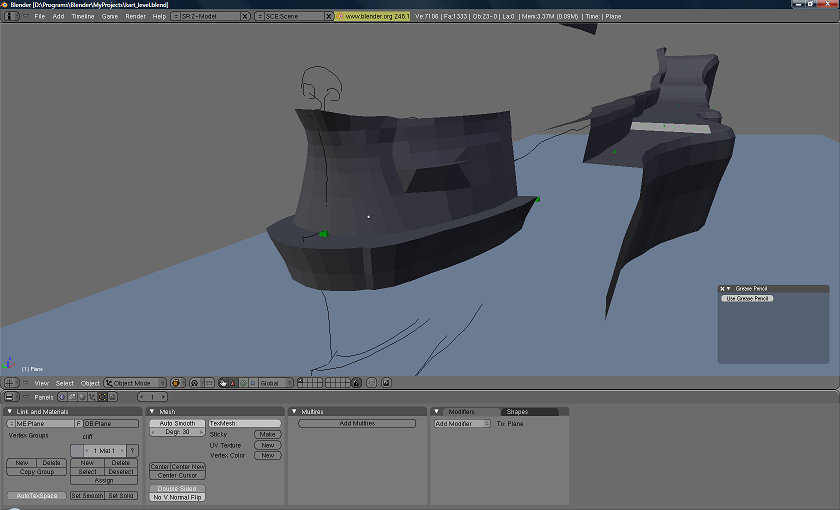 Blender [D:\Programs\Blender\MyProjects\kart_level.blend]
File Add Timeline Game Render Help SR:2-Model SCE:Scene www.blender.org 246.1 Ve:7106 | Fa:1333 | Ob:23-0 | La:0 | Mem:3.37M (0.09M) | Time: | Plane
Grease Pencil
Use Grease Pencil
(1) Plane
View Select Object Object Mode Global
Panels 1
Link and Materials Mesh Multires Modifiers Shapes
ME:Plane F OB:Plane Auto Smooth TexMesh: Add Multires Add Modifier To: Plane
Degr: 30
Vertex Groups cliff Sticky Make
UV Texture New
1 Mat 1 ? Vertex Color New
New Delete New Delete Center Center New
Copy Group Select Deselect Center Cursor
Assign
Double Sided
AutoTexSpace Set Smooth Set Solid No V.Normal Flip